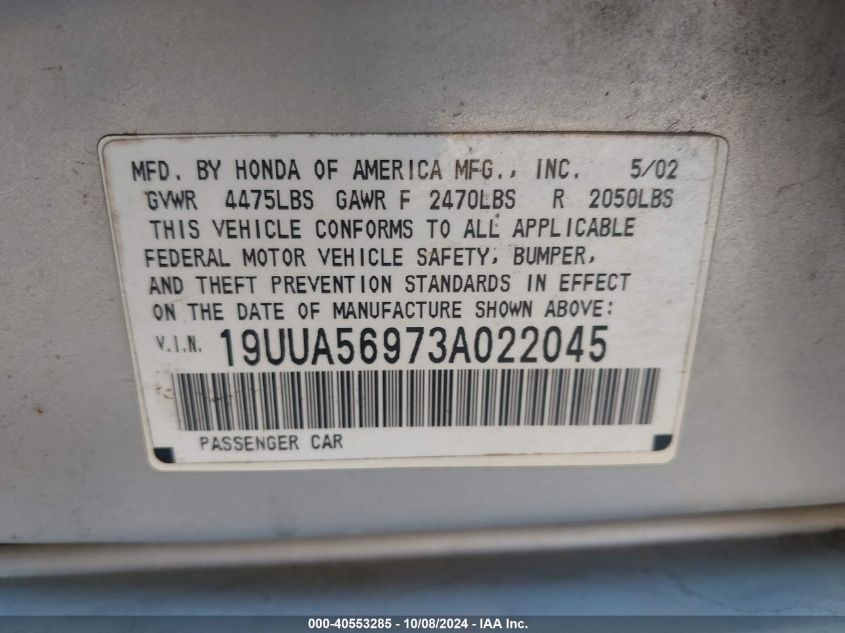 MFD. BY HONDA OF AMERICA MFG., INC. 5/02
GVWR 4475LBS GAWR F 2470LBS R 2050LBS
THIS VEHICLE CONFORMS TO ALL APPLICABLE
FEDERAL MOTOR VEHICLE SAFETY, BUMPER,
AND THEFT PREVENTION STANDARDS IN EFFECT
ON THE DATE OF MANUFACTURE SHOWN ABOVE:
V.I.N. 19UUA56973A022045
PASSENGER CAR
000-40553285 - 10/08/2024 - IAA Inc.